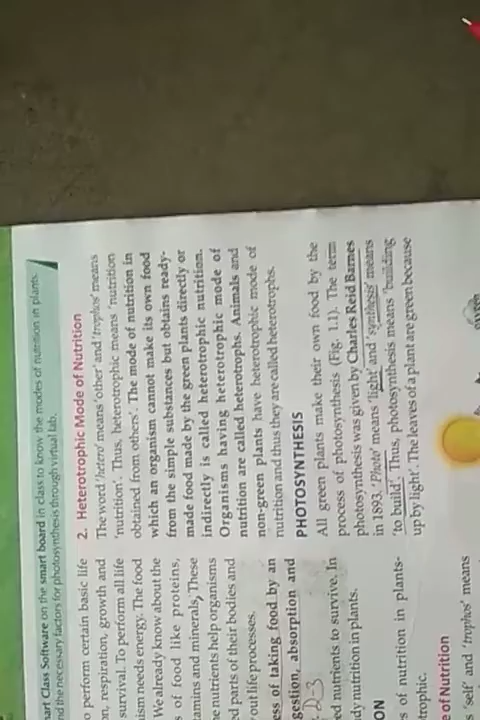 art Class Software on the smart board in class to know the modes of nutrition in plants.
nd the necessary factors for photosynthesis through virtual lab.
o perform certain basic life
on, respiration, growth and
survival. To perform all life
ism needs energy. The food
We already know about the
s of food like proteins,
tamins and minerals. These
e nutrients help organisms
ed parts of their bodies and
out life processes.
ess of taking food by an
gestion, absorption and
D-3
ed nutrients to survive. In
dy nutrition in plants.
ON
of nutrition in plants-
trophic.
e of Nutrition
s 'self' and 'trophos' means
2. Heterotrophic Mode of Nutrition
The word 'hetero' means 'other' and 'trophos' means
'nutrition'. Thus, heterotrophic means 'nutrition
obtained from others'. The mode of nutrition in
which an organism cannot make its own food
from the simple substances but obtains ready-
made food made by the green plants directly or
indirectly is called heterotrophic nutrition.
Organisms having heterotrophic mode of
nutrition are called heterotrophs. Animals and
non-green plants have heterotrophic mode of
nutrition and thus they are called heterotrophs.
PHOTOSYNTHESIS
All green plants make their own food by the
process of photosynthesis (Fig. 1.1). The term
photosynthesis was given by Charles Reid Barnes
in 1893. 'Photo' means 'light' and 'synthesis' means
'to build'. Thus, photosynthesis means 'building
up by light'. The leaves of a plant are green because